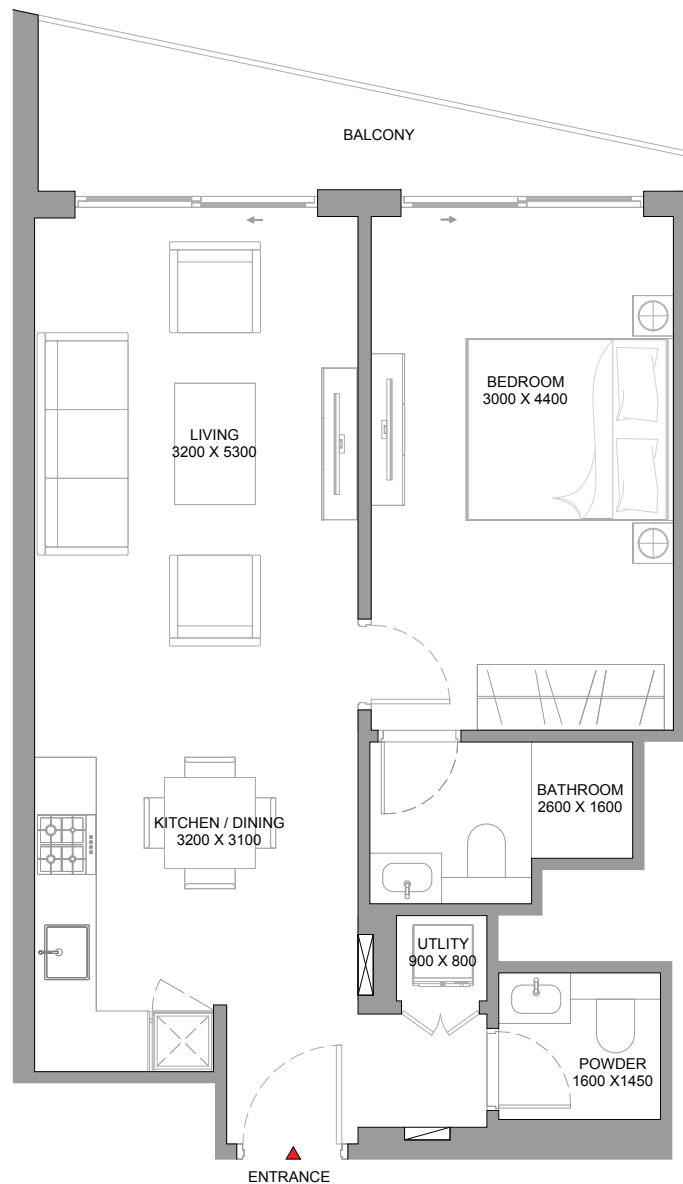 BALCONY
BEDROOM
3000 X 4400
LIVING
3200 X 5300
BATHROOM
2600 X 1600
KITCHEN / DINING
3200 X 3100
UTLITY
900 X 800
POWDER
1600 X1450
ENTRANCE